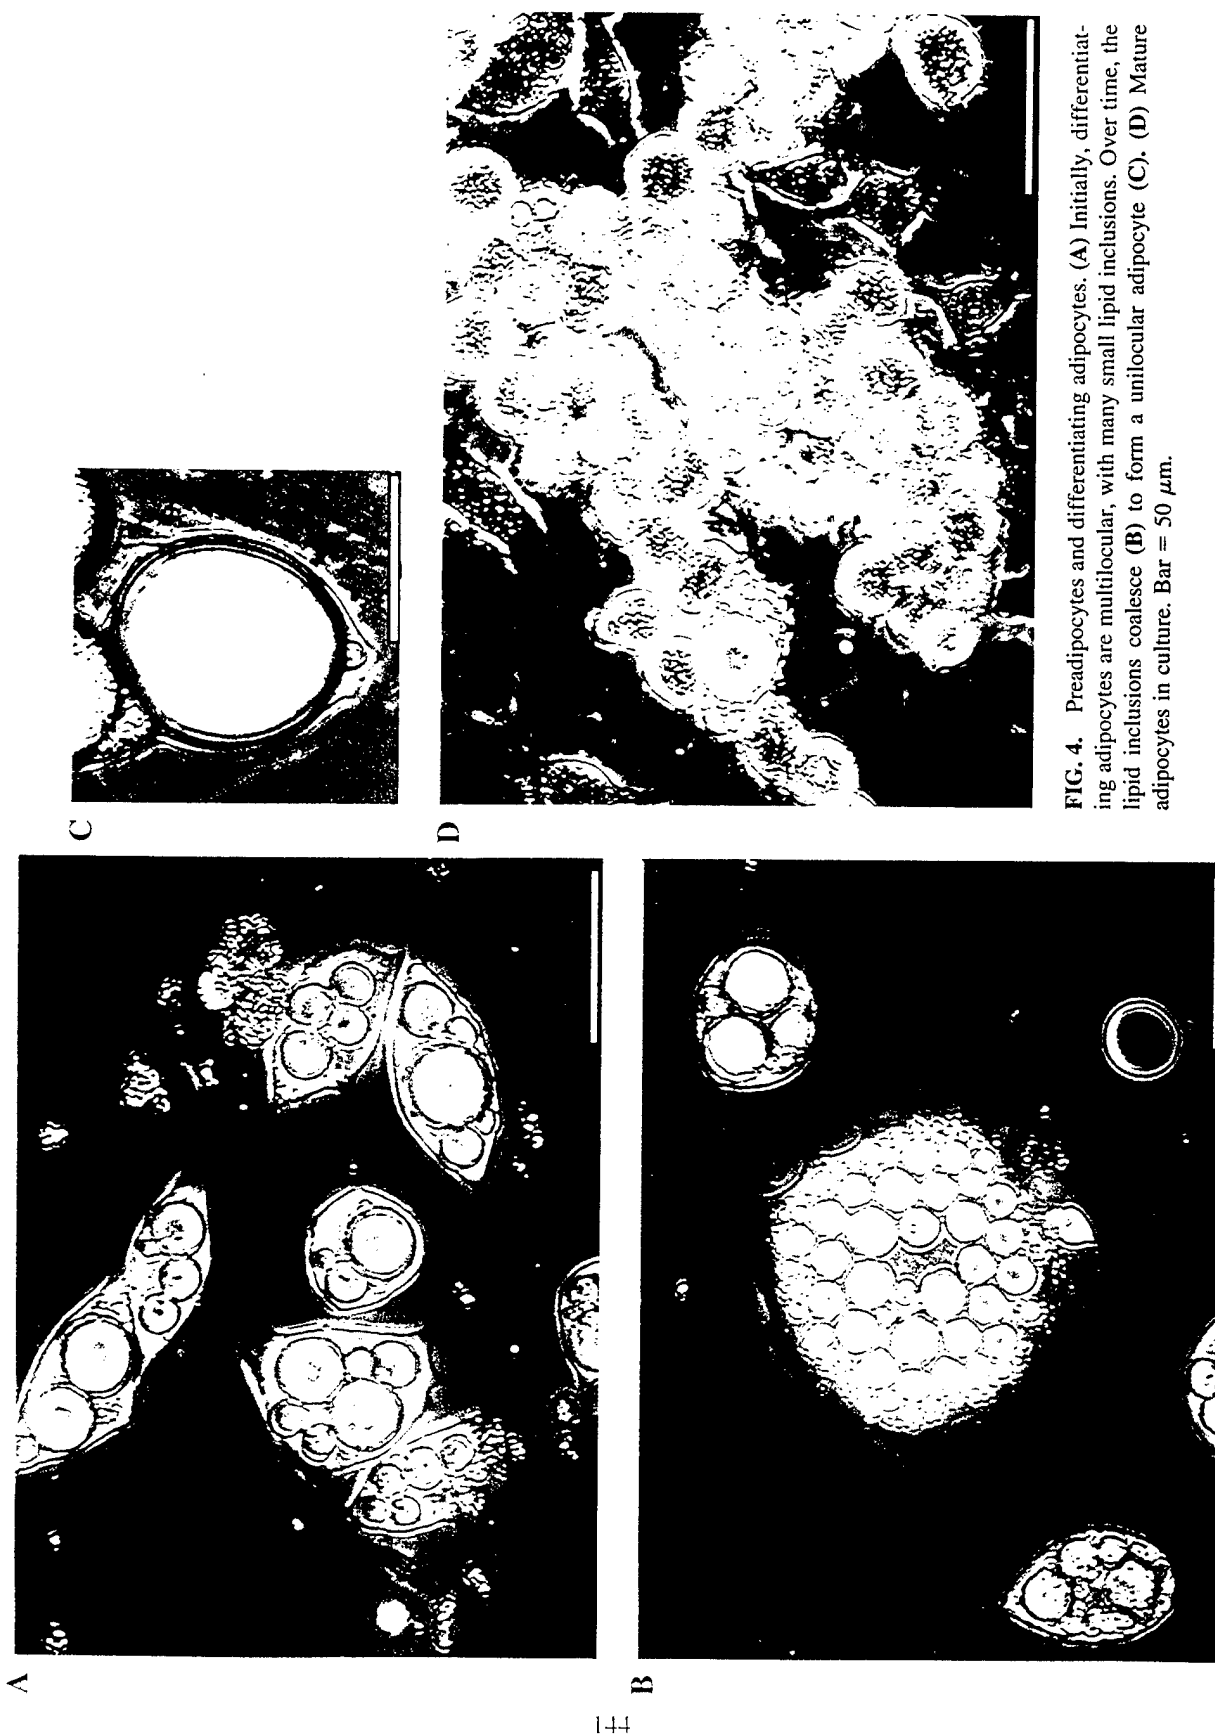 A
B
C
D
FIG. 4. Preadipocytes and differentiating adipocytes. (A) Initially, differentiat-
ing adipocytes are multilocular, with many small lipid inclusions. Over time, the
lipid inclusions coalesce (B) to form a unilocular adipocyte (C). (D) Mature
adipocytes in culture. Bar = 50 μm.
144